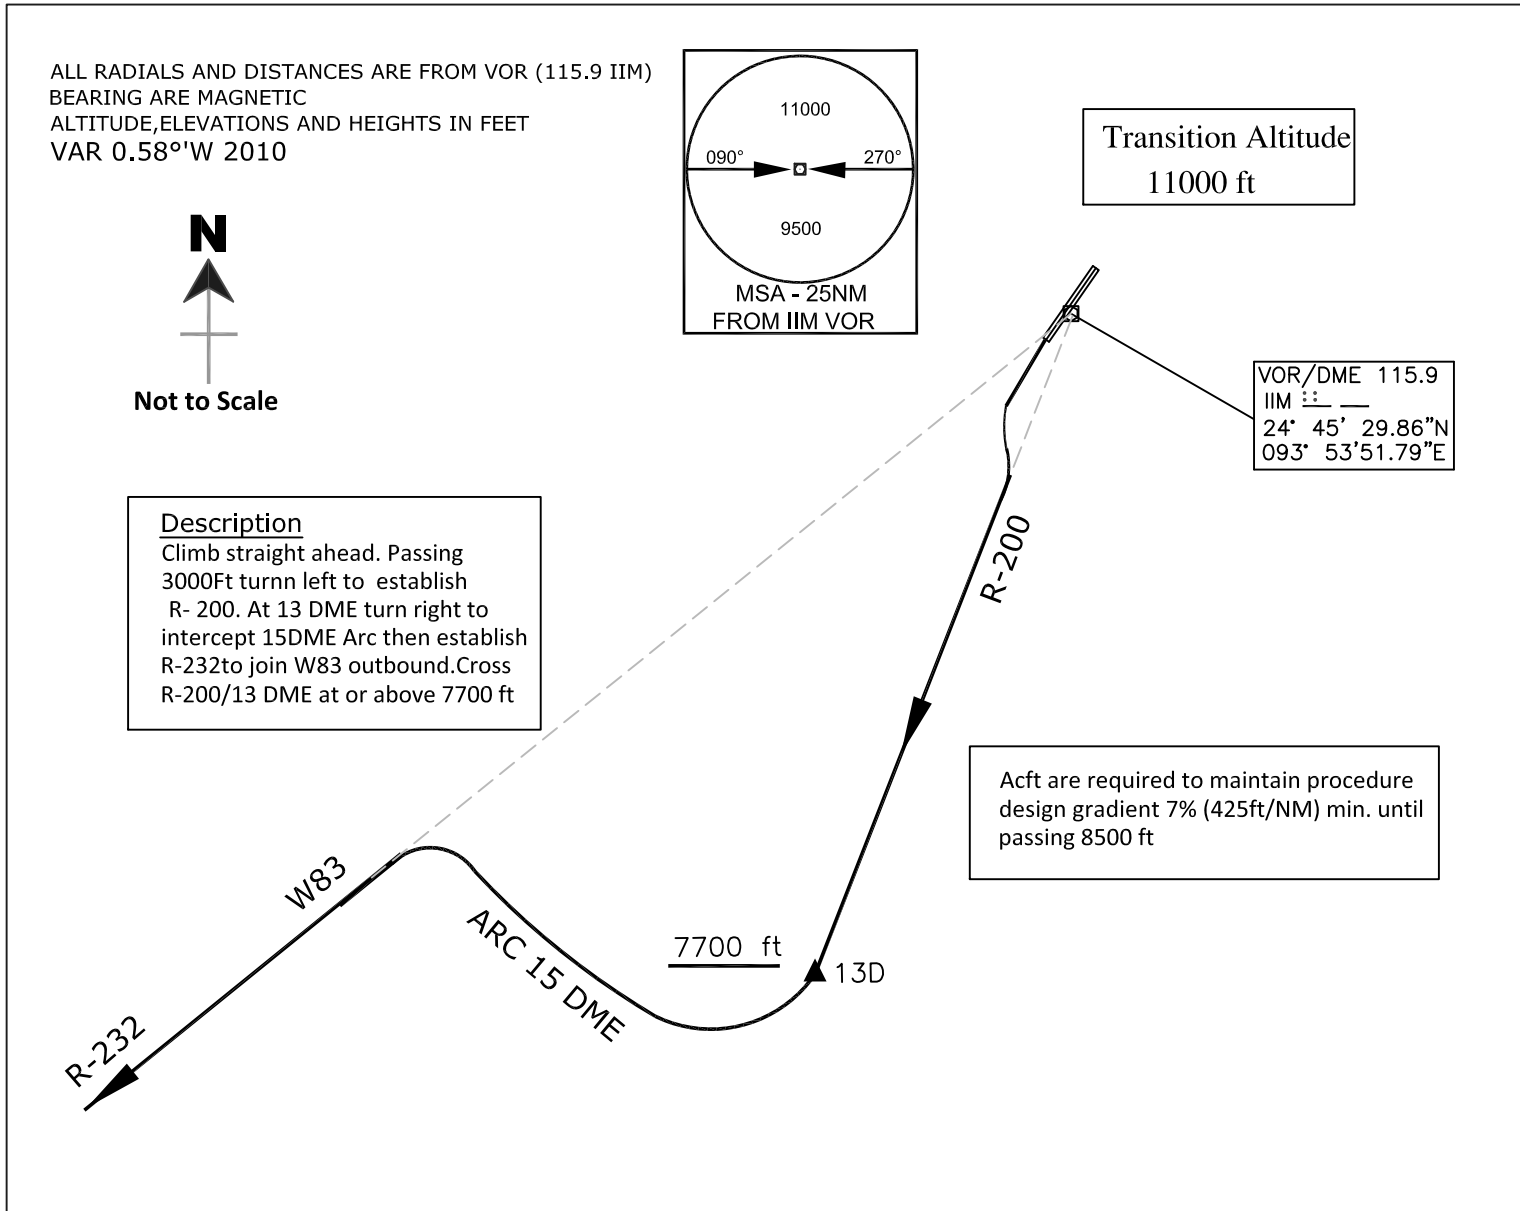 ALL RADIALS AND DISTANCES ARE FROM VOR (115.9 IIM)
BEARING ARE MAGNETIC
ALTITUDE,ELEVATIONS AND HEIGHTS IN FEET
VAR 0.58°'W 2010
N
Not to Scale
11000
090°
270°
9500
MSA - 25NM
FROM IIM VOR
Transition Altitude
11000 ft
VOR/DME 115.9
IIM
24° 45' 29.86"N
093° 53'51.79"E
Description
Climb straight ahead. Passing
3000Ft turnn left to establish
R- 200. At 13 DME turn right to
intercept 15DME Arc then establish
R-232to join W83 outbound.Cross
R-200/13 DME at or above 7700 ft
R-200
Acft are required to maintain procedure
design gradient 7% (425ft/NM) min. until
passing 8500 ft
W83
ARC 15 DME
7700 ft
13D
R-232